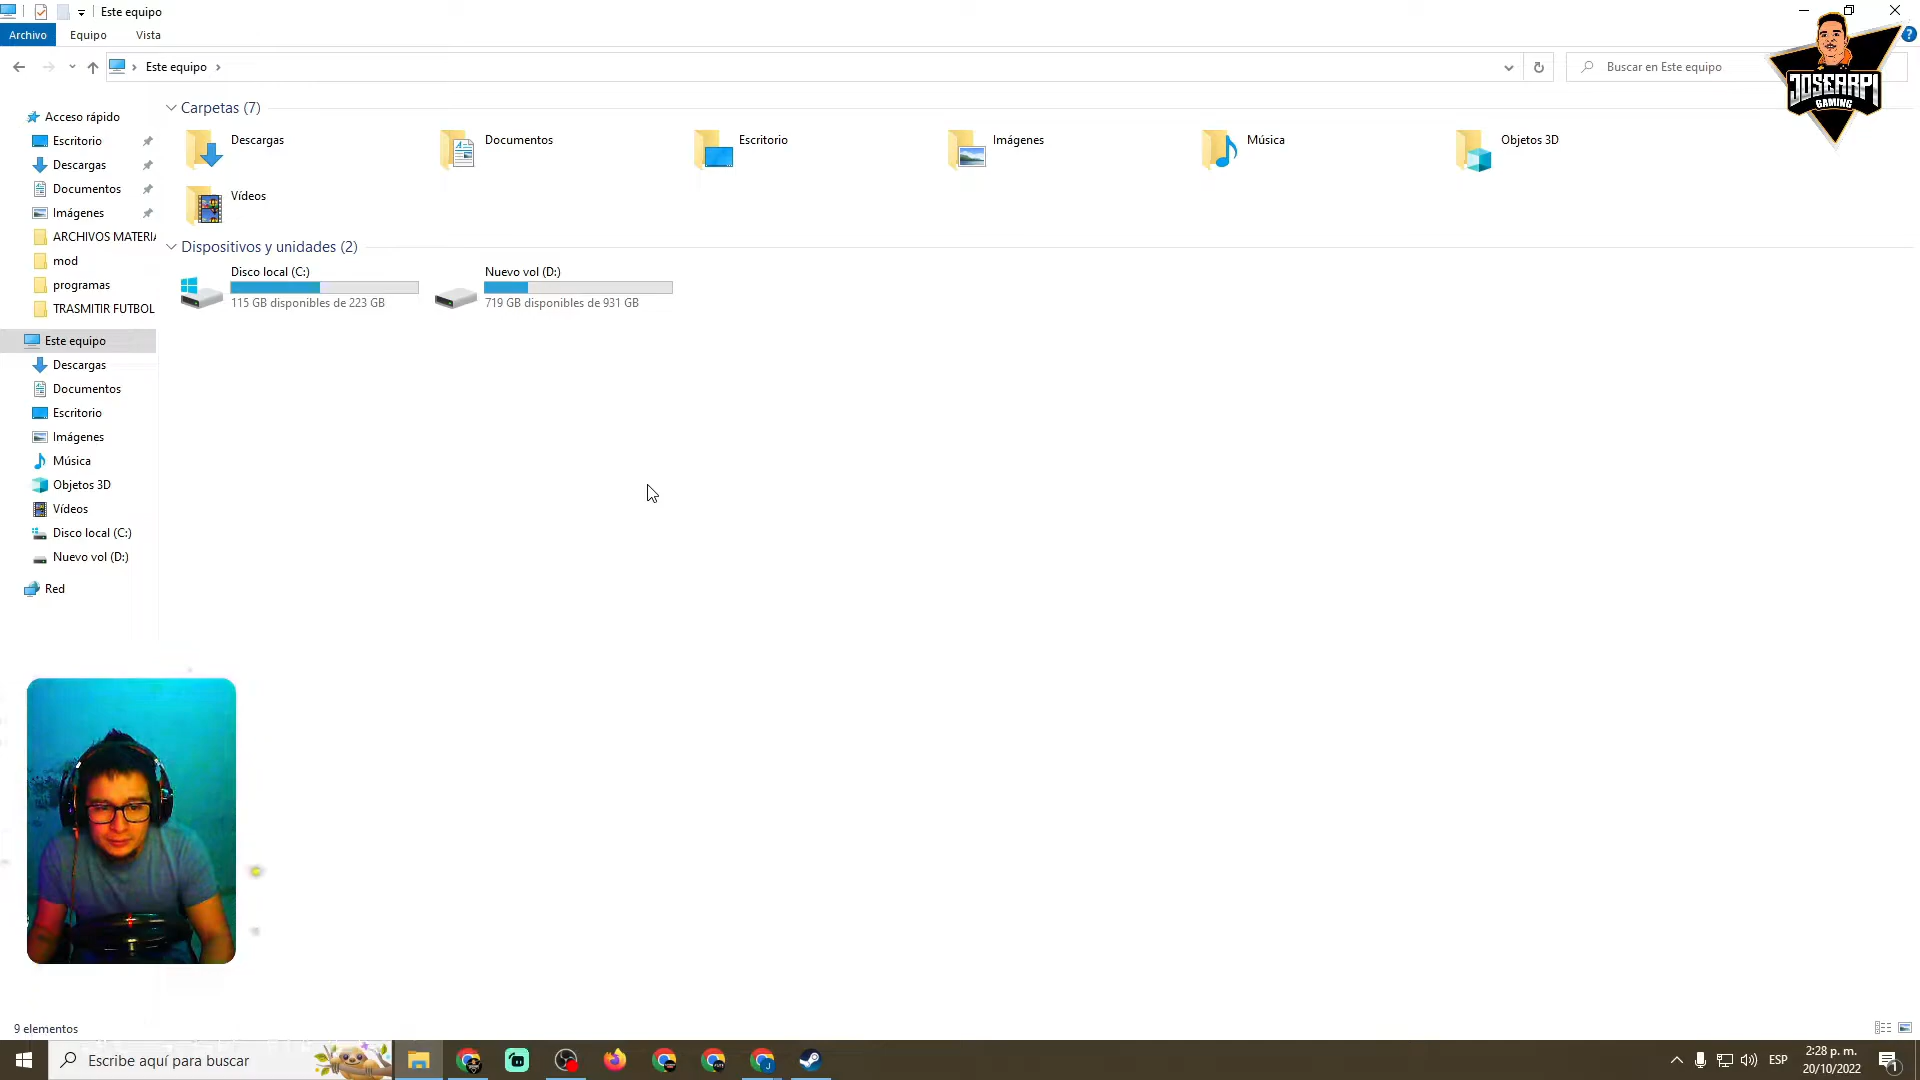 Este equipo
Archivo
Equipo
Vista
Este equipo
Buscar en Este equipo
JOSEARPI
GAMING
Acceso rápido
Escritorio
Descargas
Documentos
Imágenes
ARCHIVOS MATERIA
mod
programas
TRASMITIR FUTBOL
Este equipo
Descargas
Documentos
Escritorio
Imágenes
Música
Objetos 3D
Vídeos
Disco local (C:)
Nuevo vol (D:)
Red
Carpetas (7)
Descargas
Documentos
Escritorio
Imágenes
Música
Objetos 3D
Vídeos
Dispositivos y unidades (2)
Disco local (C:)
115 GB disponibles de 223 GB
Nuevo vol (D:)
719 GB disponibles de 931 GB
9 elementos
Escribe aquí para buscar
ESP
2:28 p. m.
20/10/2022
1